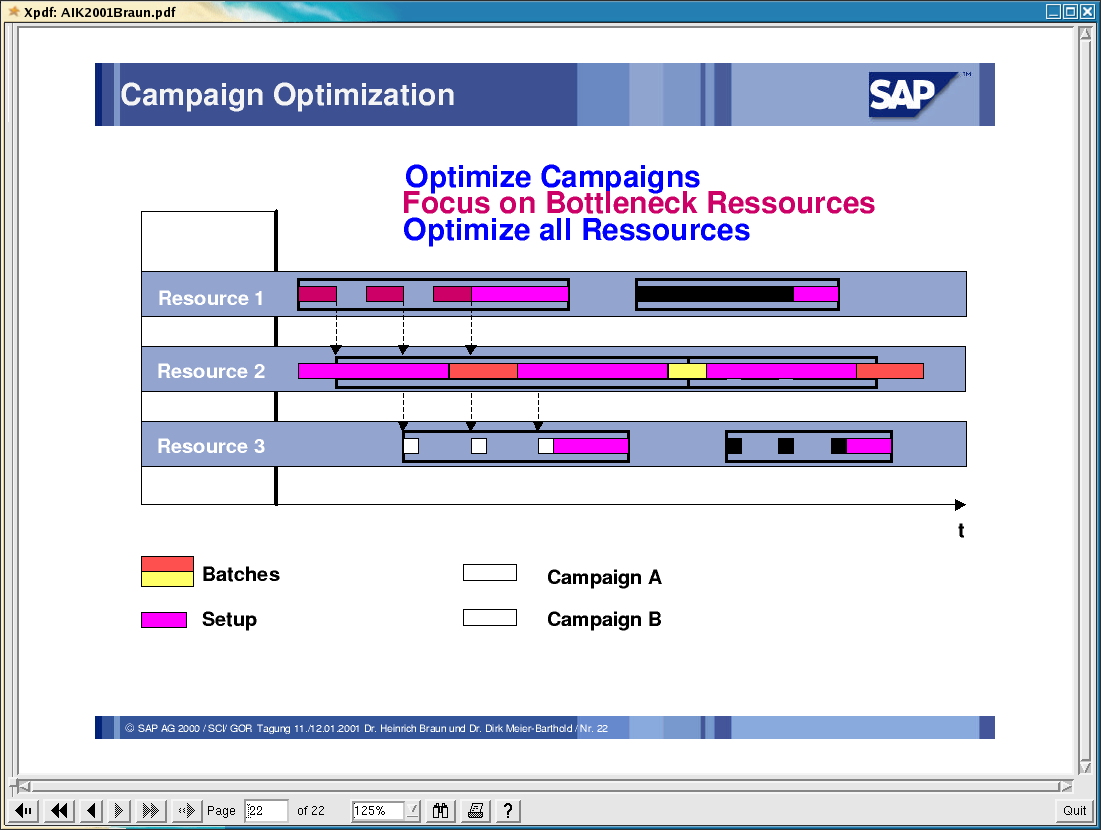 Xpdf: AIK2001Braun.pdf
Campaign Optimization
SAP ™
Optimize Campaigns
Focus on Bottleneck Ressources
Optimize all Ressources
Resource 1
Resource 2
Resource 3
t
Batches
Campaign A
Setup
Campaign B
© SAP AG 2000 / SCI/ GOR Tagung 11./12.01.2001 Dr. Heinrich Braun und Dr. Dirk Meier-Barthold / Nr. 22
Page 22 of 22 125% ? Quit